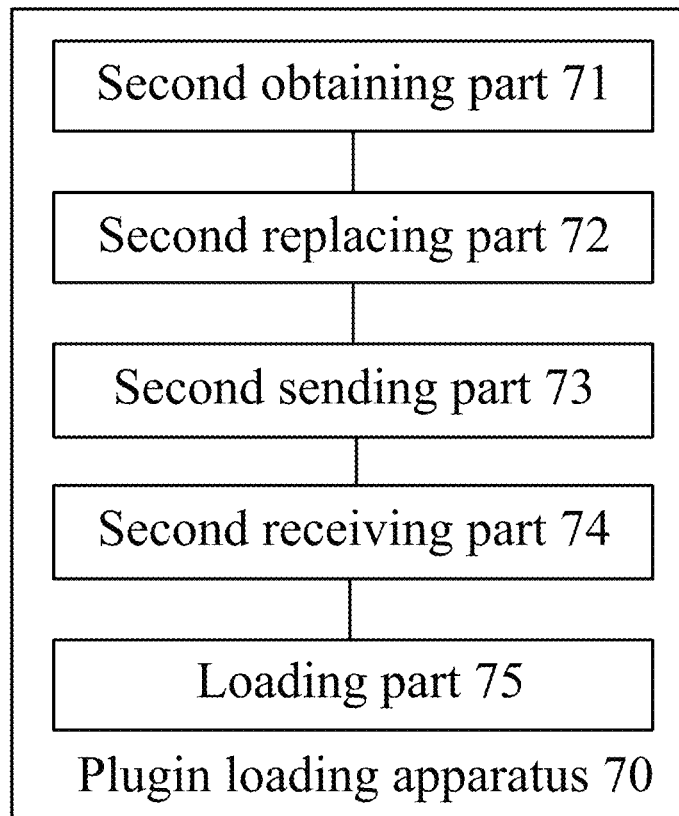 Second obtaining part 71
Second replacing part 72
Second sending part 73
Second receiving part 74
Loading part 75
Plugin loading apparatus 70